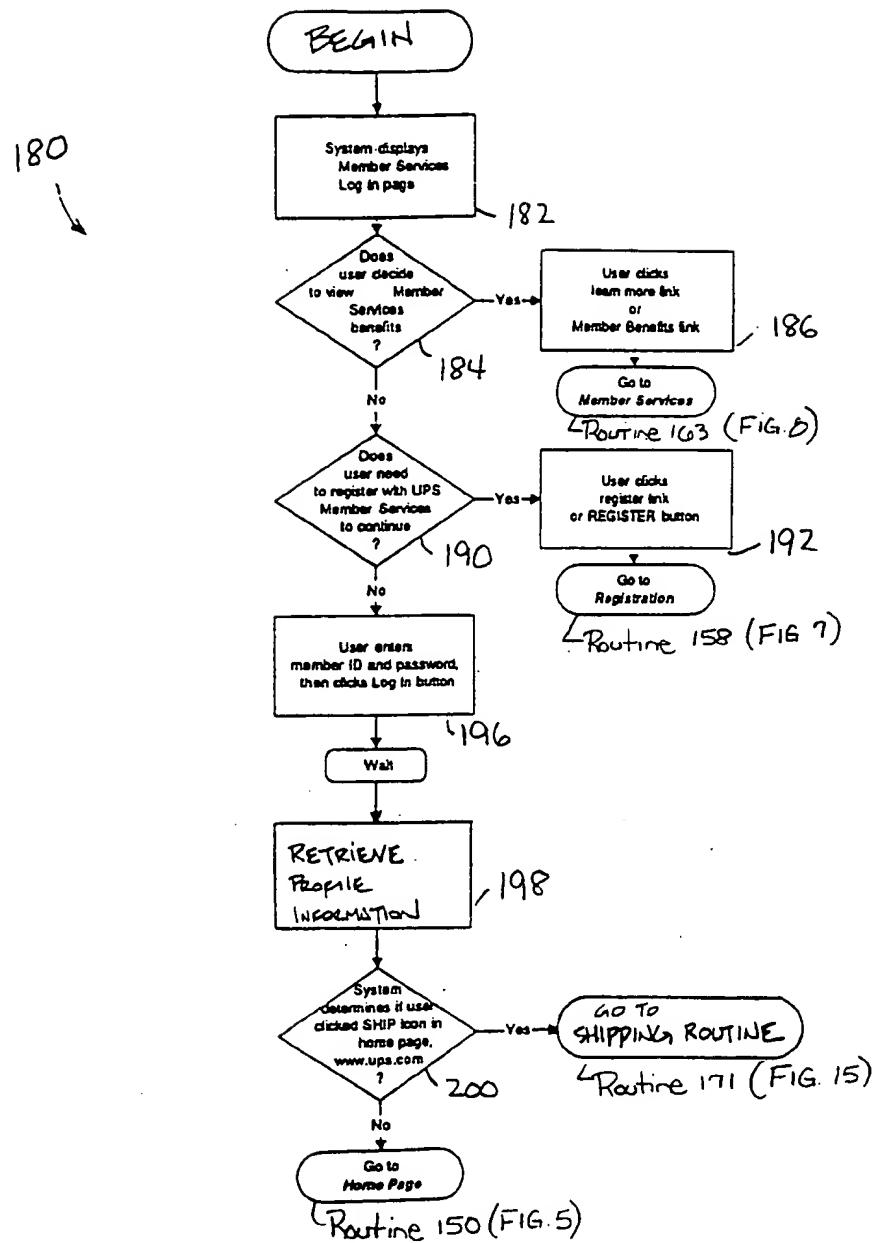 BEGIN
180
System displays
Member Services
Log In page
182
Does
user decide
to view Member
Services
benefits
?
184
Yes
User clicks
learn more link
or
Member Benefits link
186
Go to
Member Services
Routine 163 (FIG. 8)
No
Does
user need
to register with UPS
Member Services
to continue
?
190
Yes
User clicks
register link
or REGISTER button
192
Go to
Registration
Routine 158 (FIG 7)
No
User enters
member ID and password,
then clicks Log In button
196
Wait
RETRIEVE
PROFILE
INFORMATION
198
System
determines if user
clicked SHIP icon in
home page,
www.ups.com
?
200
Yes
GO TO
SHIPPING ROUTINE
Routine 171 (FIG. 15)
No
Go to
Home Page
Routine 150 (FIG. 5)